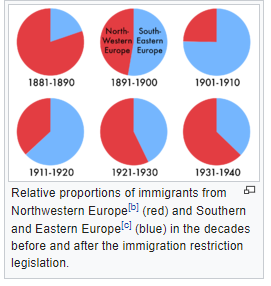 North-
Western
Europe
South-
Eastern
Europe
1881-1890 1891-1900 1901-1910
1911-1920 1921-1930 1931-1940
Relative proportions of immigrants from
Northwestern Europe[b] (red) and Southern
and Eastern Europe[c] (blue) in the decades
before and after the immigration restriction
legislation.